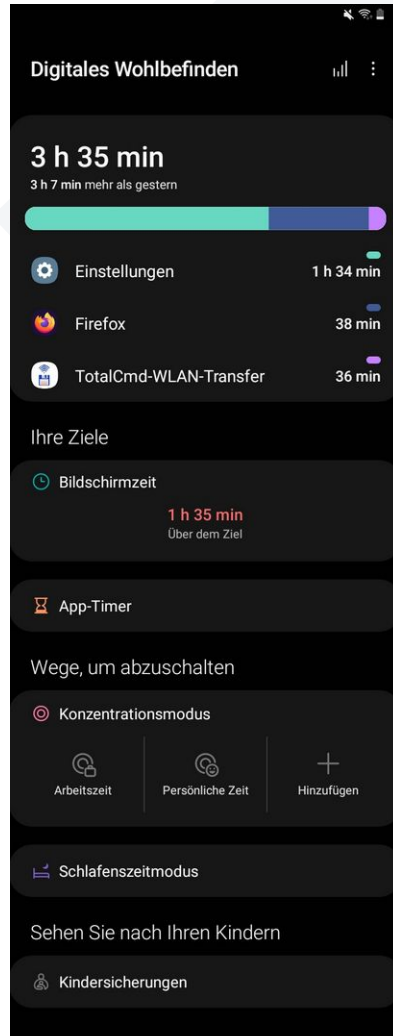 Digitales Wohlbefinden
3 h 35 min
3 h 7 min mehr als gestern
Einstellungen 1 h 34 min
Firefox 38 min
TotalCmd-WLAN-Transfer 36 min
Ihre Ziele
Bildschirmzeit
1 h 35 min
Über dem Ziel
App-Timer
Wege, um abzuschalten
Konzentrationsmodus
Arbeitszeit Persönliche Zeit Hinzufügen
Schlafenszeitmodus
Sehen Sie nach Ihren Kindern
Kindersicherungen